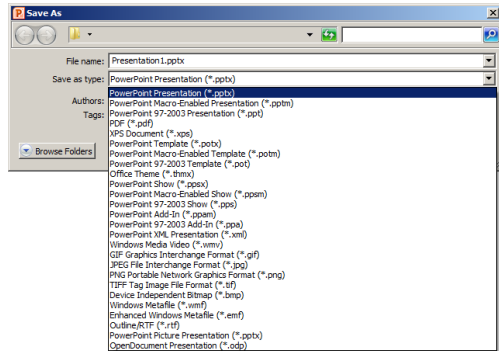 Save As
File name: Presentation1.pptx
Save as type: PowerPoint Presentation (*.pptx)
PowerPoint Presentation (*.pptx)
Authors:
PowerPoint Macro-Enabled Presentation (*.pptm)
PowerPoint 97-2003 Presentation (*.ppt)
Tags:
PDF (*.pdf)
XPS Document (*.xps)
PowerPoint Template (*.potx)
PowerPoint Macro-Enabled Template (*.potm)
Browse Folders
PowerPoint 97-2003 Template (*.pot)
Office Theme (*.thmx)
PowerPoint Show (*.ppsx)
PowerPoint Macro-Enabled Show (*.ppsm)
PowerPoint 97-2003 Show (*.pps)
PowerPoint Add-In (*.ppam)
PowerPoint 97-2003 Add-In (*.ppa)
PowerPoint XML Presentation (*.xml)
Windows Media Video (*.wmv)
GIF Graphics Interchange Format (*.gif)
JPEG File Interchange Format (*.jpg)
PNG Portable Network Graphics Format (*.png)
TIFF Tag Image File Format (*.tif)
Device Independent Bitmap (*.bmp)
Windows Metafile (*.wmf)
Enhanced Windows Metafile (*.emf)
Outline/RTF (*.rtf)
PowerPoint Picture Presentation (*.pptx)
OpenDocument Presentation (*.odp)